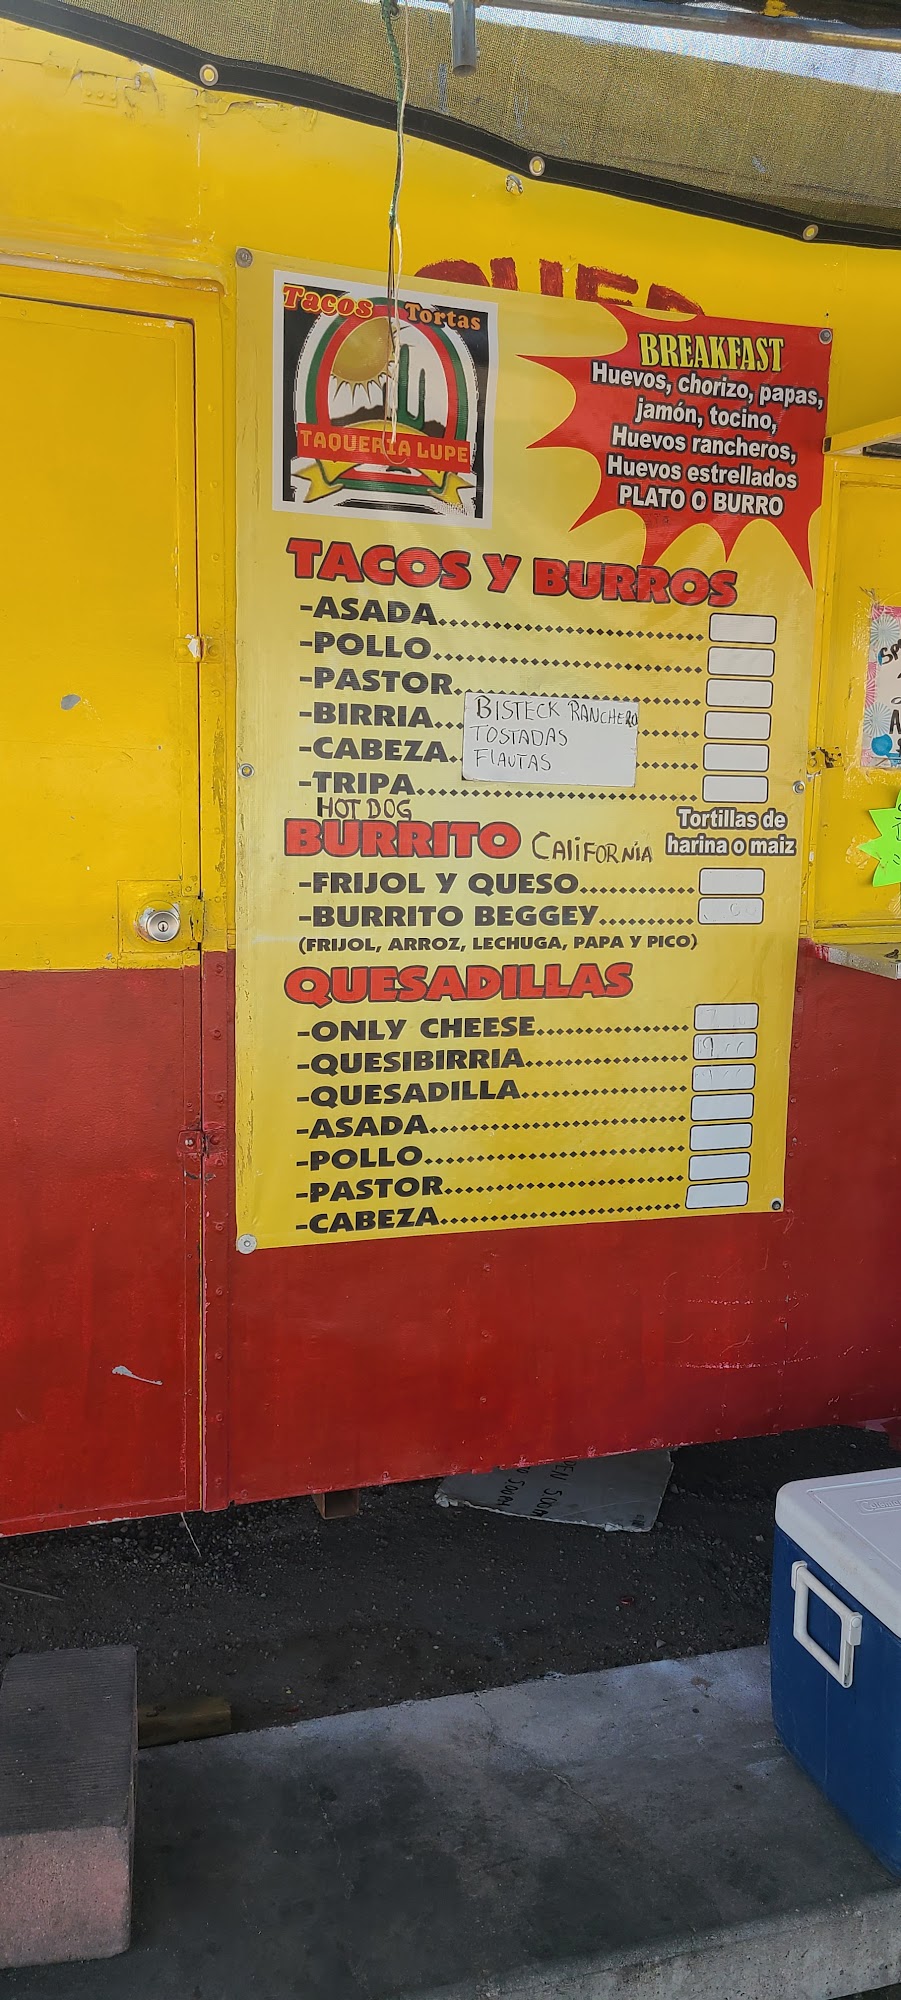 Tacos Tortas
TAQUERIA LUPE
BREAKFAST
Huevos, chorizo, papas,
jamón, tocino,
Huevos rancheros,
Huevos estrellados
PLATO O BURRO
TACOS Y BURROS
-ASADA
-POLLO
-PASTOR
-BIRRIA
-CABEZA
-TRIPA
BISTECK RANCHERO
TOSTADAS
FLAUTAS
HOT DOG
Tortillas de
harina o maiz
BURRITO CALIFORNIA
-FRIJOL Y QUESO
-BURRITO BEGGEY
(FRIJOL, ARROZ, LECHUGA, PAPA Y PICO)
QUESADILLAS
-ONLY CHEESE
-QUESIBIRRIA
-QUESADILLA
-ASADA
-POLLO
-PASTOR
-CABEZA